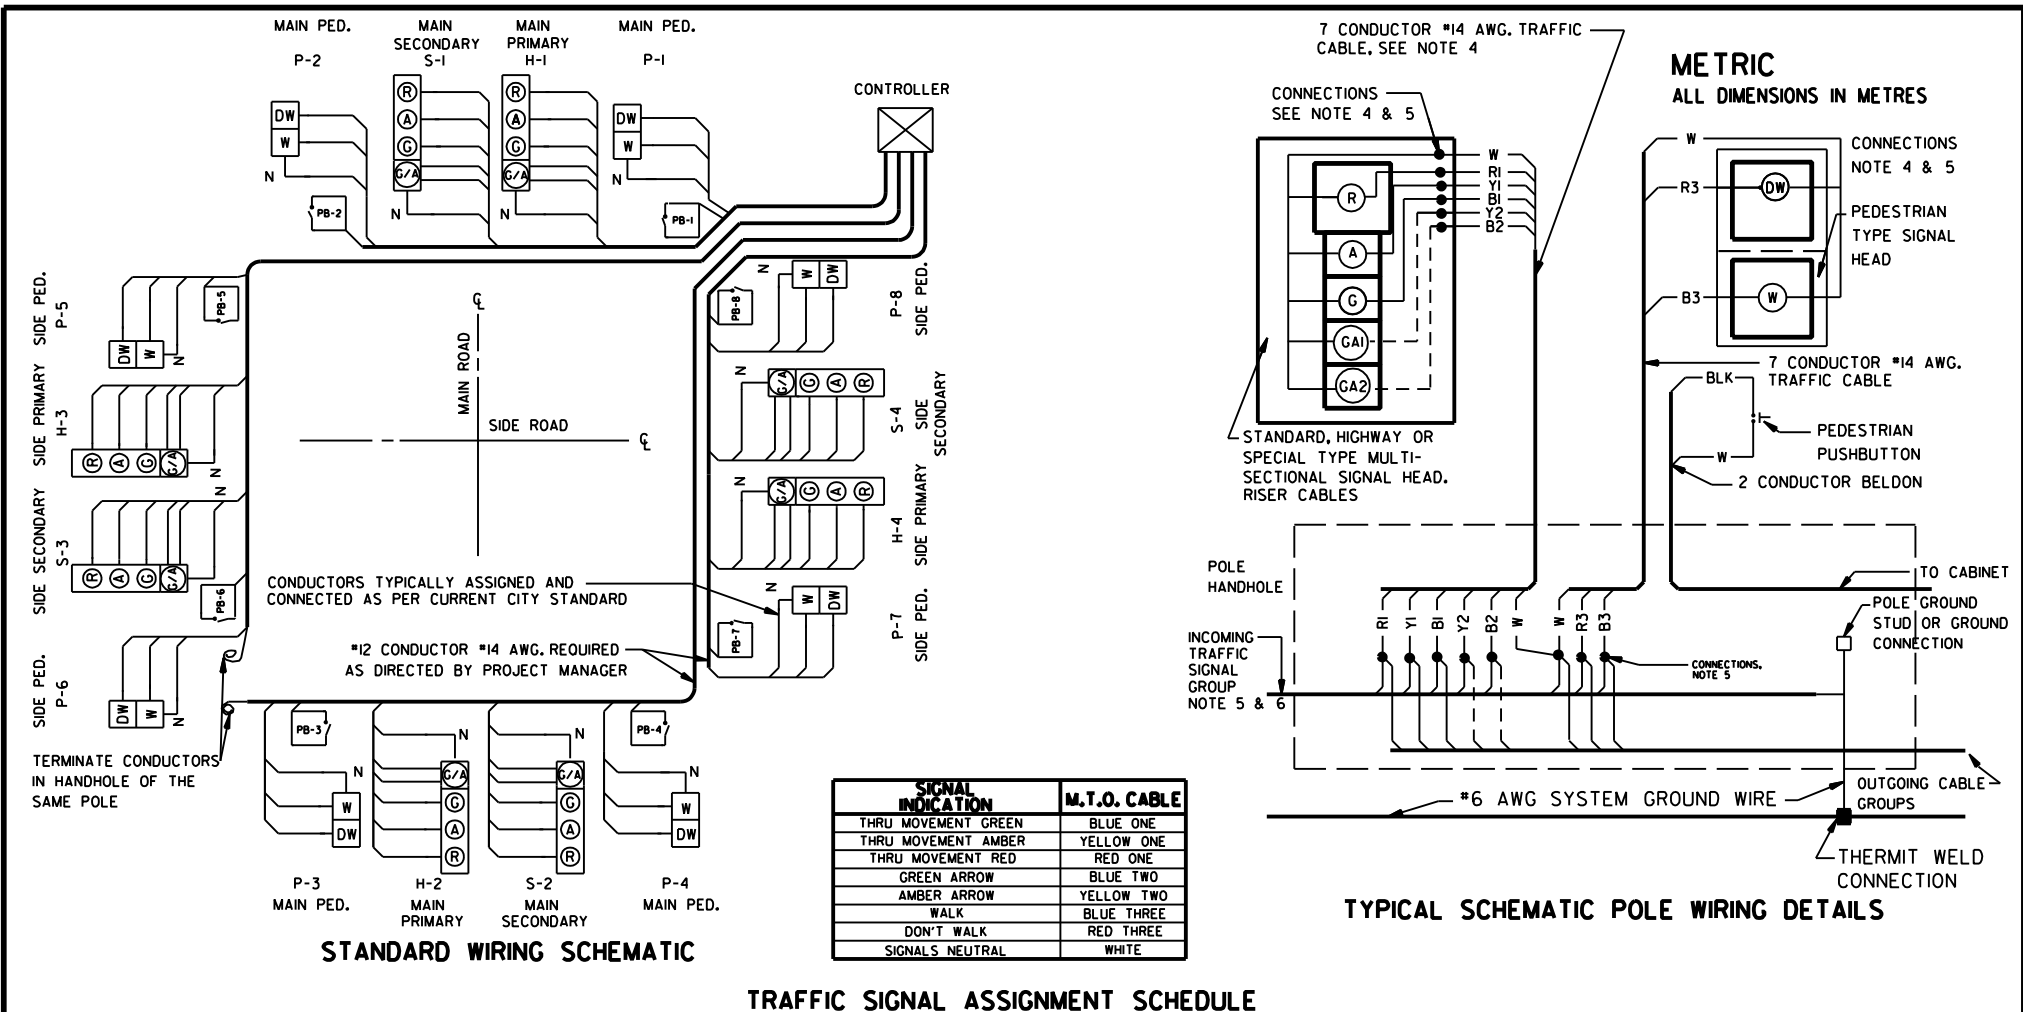 MAIN PED.
P-2
MAIN
SECONDARY
S-1
MAIN
PRIMARY
H-1
MAIN PED.
P-1
DW
W
N
PB-2
R
A
G
G/A
N
R
A
G
G/A
N
DW
W
N
PB-1
CONTROLLER
SIDE PED.
P-5
DW
W
N
PB-5
SIDE PRIMARY
H-3
R
A
G
G/A
N
SIDE SECONDARY
S-3
R
A
G
G/A
N
PB-6
SIDE PED.
P-6
DW
W
N
TERMINATE CONDUCTORS
IN HANDHOLE OF THE
SAME POLE
℄
MAIN ROAD
SIDE ROAD
℄
CONDUCTORS TYPICALLY ASSIGNED AND
CONNECTED AS PER CURRENT CITY STANDARD
#12 CONDUCTOR #14 AWG. REQUIRED
AS DIRECTED BY PROJECT MANAGER
N
W
DW
PB-8
P-8
SIDE PED.
N
G/A
G
A
R
S-4
SIDE
SECONDARY
N
G/A
G
A
R
H-4
SIDE PRIMARY
N
W
DW
PB-7
P-7
SIDE PED.
PB-3
N
W
DW
P-3
MAIN PED.
N
G/A
G
A
R
H-2
MAIN
PRIMARY
N
G/A
G
A
R
S-2
MAIN
SECONDARY
PB-4
N
W
DW
P-4
MAIN PED.
STANDARD WIRING SCHEMATIC
SIGNAL
INDICATION
M.T.O. CABLE
THRU MOVEMENT GREEN BLUE ONE
THRU MOVEMENT AMBER YELLOW ONE
THRU MOVEMENT RED RED ONE
GREEN ARROW BLUE TWO
AMBER ARROW YELLOW TWO
WALK BLUE THREE
DON'T WALK RED THREE
SIGNALS NEUTRAL WHITE
7 CONDUCTOR #14 AWG. TRAFFIC
CABLE, SEE NOTE 4
METRIC
ALL DIMENSIONS IN METRES
CONNECTIONS
SEE NOTE 4 & 5
W
R1
Y1
B1
Y2
B2
R
A
G
GA1
GA2
STANDARD, HIGHWAY OR
SPECIAL TYPE MULTI-
SECTIONAL SIGNAL HEAD.
RISER CABLES
W
R3
B3
DW
W
CONNECTIONS
NOTE 4 & 5
PEDESTRIAN
TYPE SIGNAL
HEAD
7 CONDUCTOR #14 AWG.
TRAFFIC CABLE
BLK
W
PEDESTRIAN
PUSHBUTTON
2 CONDUCTOR BELDON
POLE
HANDHOLE
TO CABINET
POLE GROUND
STUD OR GROUND
CONNECTION
R1
Y1
B1
Y2
B2
W
W
R3
B3
CONNECTIONS,
NOTE 5
INCOMING
TRAFFIC
SIGNAL
GROUP
NOTE 5 & 6
OUTGOING CABLE
GROUPS
#6 AWG SYSTEM GROUND WIRE
THERMIT WELD
CONNECTION
TYPICAL SCHEMATIC POLE WIRING DETAILS
TRAFFIC SIGNAL ASSIGNMENT SCHEDULE